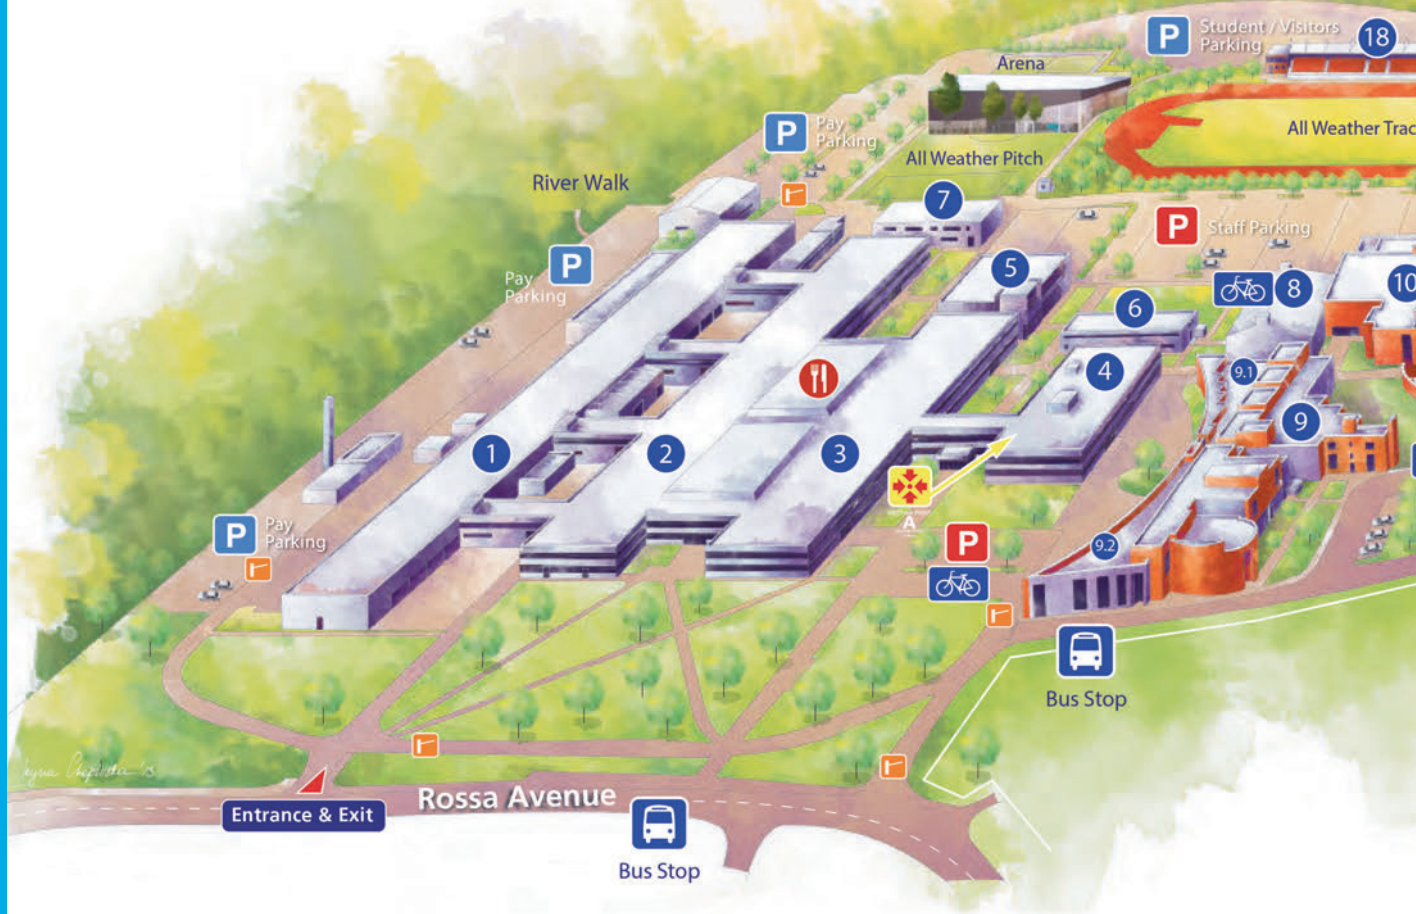 P
Student / Visitors
Parking
18
Arena
All Weather Trac
P
Pay
Parking
All Weather Pitch
River Walk
7
P
Staff Parking
P
Pay
Parking
5
8
10
6
9.1
4
9
1
2
3
A
P
Pay
Parking
P
9.2
Bus Stop
Entrance & Exit
Rossa Avenue
Bus Stop